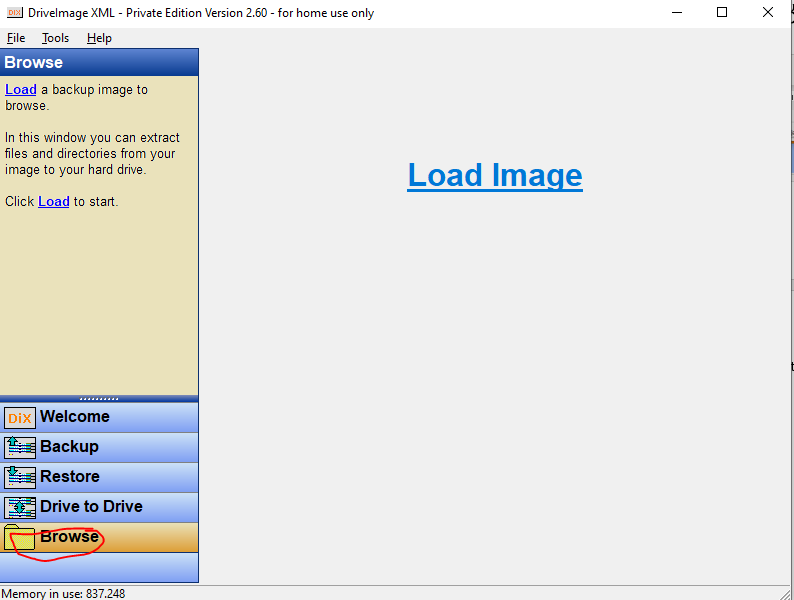 DiX DriveImage XML - Private Edition Version 2.60 - for home use only
File Tools Help
Browse
Load a backup image to
browse.
In this window you can extract
files and directories from your
image to your hard drive.
Click Load to start.
Load Image
DiX Welcome
Backup
Restore
Drive to Drive
Browse
Memory in use: 837.248